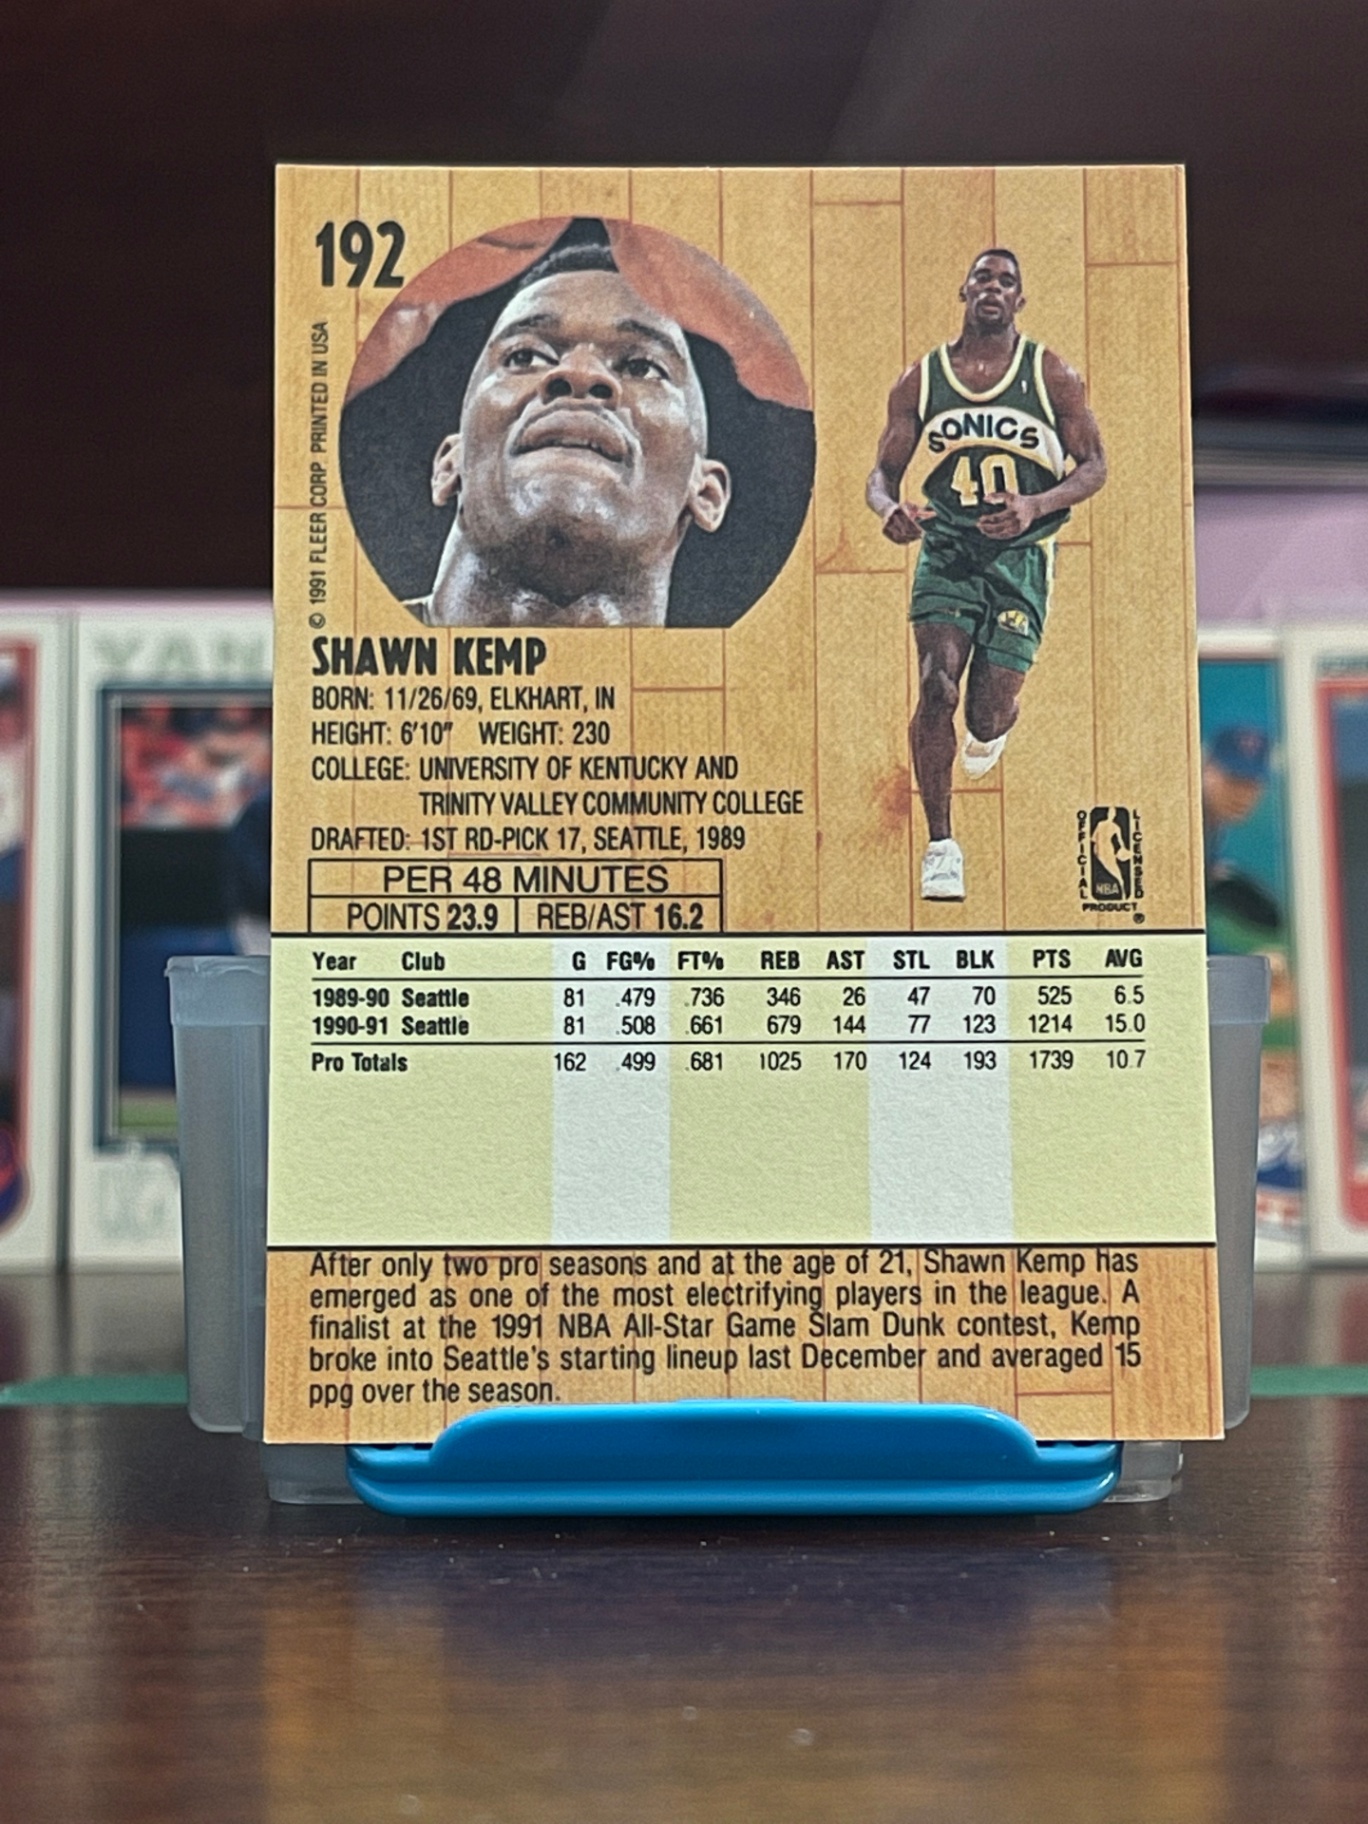 192
© 1991 FLEER CORP. PRINTED IN USA
SONICS
40
SHAWN KEMP
BORN: 11/26/69, ELKHART, IN
HEIGHT: 6'10" WEIGHT: 230
COLLEGE: UNIVERSITY OF KENTUCKY AND
TRINITY VALLEY COMMUNITY COLLEGE
DRAFTED: 1ST RD-PICK 17, SEATTLE, 1989
OFFICIAL LICENSED
NBA
PRODUCT ®
PER 48 MINUTES
POINTS 23.9 REB/AST 16.2
Year Club G FG% FT% REB AST STL BLK PTS AVG
1989-90 Seattle 81 .479 .736 346 26 47 70 525 6.5
1990-91 Seattle 81 .508 .661 679 144 77 123 1214 15.0
Pro Totals 162 .499 .681 1025 170 124 193 1739 10.7
After only two pro seasons and at the age of 21, Shawn Kemp has
emerged as one of the most electrifying players in the league. A
finalist at the 1991 NBA All-Star Game Slam Dunk contest, Kemp
broke into Seattle's starting lineup last December and averaged 15
ppg over the season.